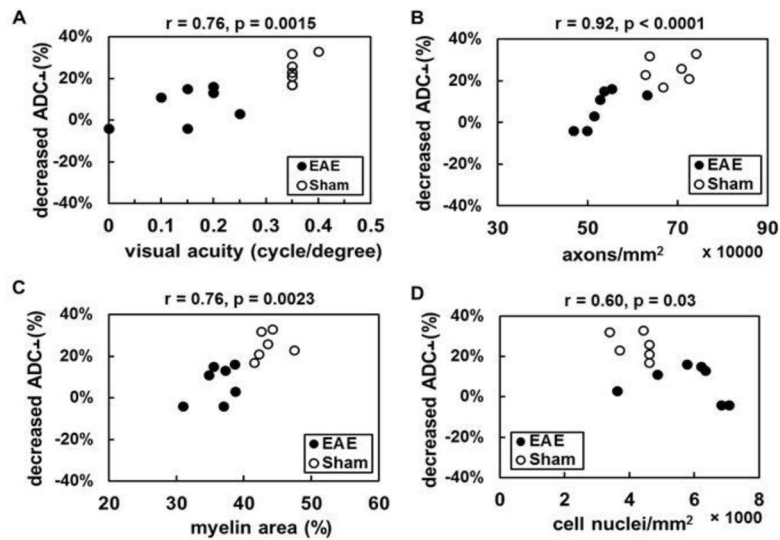 A
r = 0.76, p = 0.0015
decreased ADC┴(%)
40%
20%
0%
-20%
-40%
EAE
Sham
0 0.1 0.2 0.3 0.4 0.5
visual acuity (cycle/degree)
B
r = 0.92, p < 0.0001
decreased ADC┴(%)
40%
20%
0%
-20%
-40%
EAE
Sham
30 50 70 90
axons/mm² x 10000
C
r = 0.76, p = 0.0023
decreased ADC┴(%)
40%
20%
0%
-20%
-40%
EAE
Sham
20 30 40 50 60
myelin area (%)
D
r = 0.60, p = 0.03
decreased ADC┴(%)
40%
20%
0%
-20%
-40%
EAE
Sham
0 2 4 6 8
cell nuclei/mm² × 1000